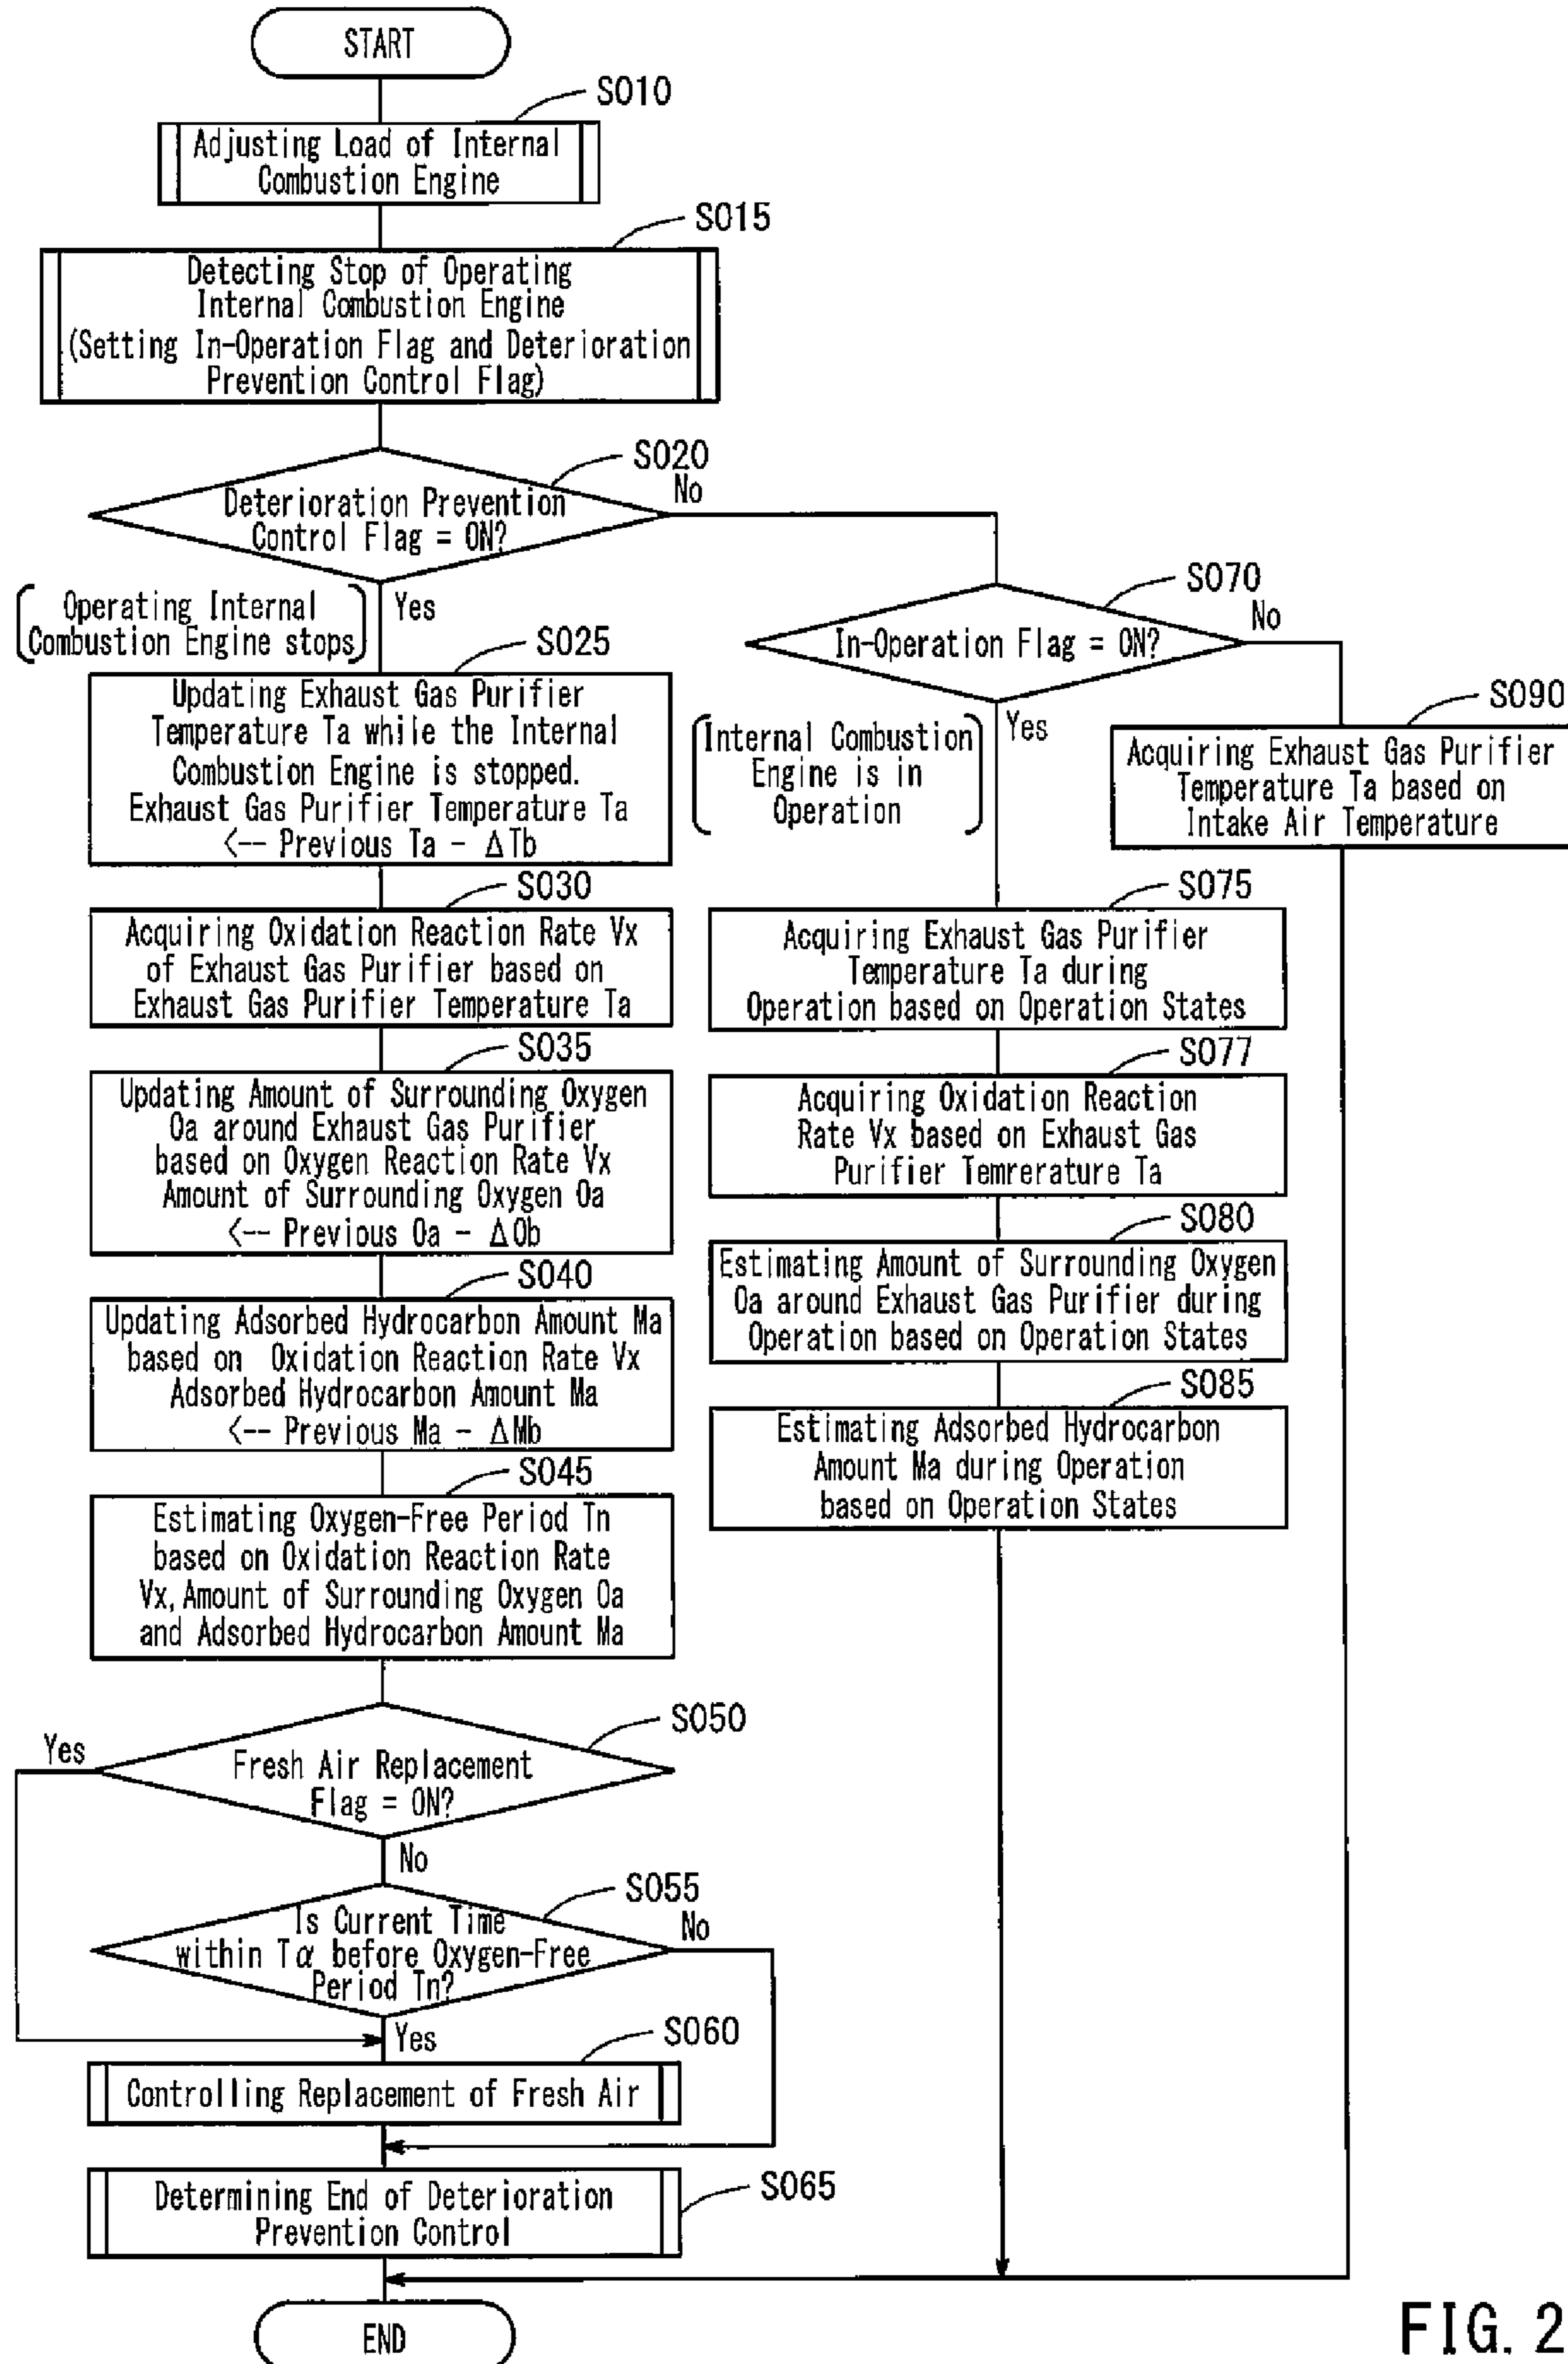 START
S010
Adjusting Load of Internal
Combustion Engine
S015
Detecting Stop of Operating
Internal Combustion Engine
(Setting In-Operation Flag and Deterioration
Prevention Control Flag)
S020
Deterioration Prevention
Control Flag = ON?
No
Yes
Operating Internal
Combustion Engine stops
S025
Updating Exhaust Gas Purifier
Temperature Ta while the Internal
Combustion Engine is stopped.
Exhaust Gas Purifier Temperature Ta
<-- Previous Ta - ΔTb
S030
Acquiring Oxidation Reaction Rate Vx
of Exhaust Gas Purifier based on
Exhaust Gas Purifier Temperature Ta
S035
Updating Amount of Surrounding Oxygen
Oa around Exhaust Gas Purifier
based on Oxygen Reaction Rate Vx
Amount of Surrounding Oxygen Oa
<-- Previous Oa - ΔOb
S040
Updating Adsorbed Hydrocarbon Amount Ma
based on Oxidation Reaction Rate Vx
Adsorbed Hydrocarbon Amount Ma
<-- Previous Ma - ΔMb
S045
Estimating Oxygen-Free Period Tn
based on Oxidation Reaction Rate
Vx, Amount of Surrounding Oxygen Oa
and Adsorbed Hydrocarbon Amount Ma
S050
Yes
Fresh Air Replacement
Flag = ON?
No
S055
Is Current Time
within Tα before Oxygen-Free
Period Tn?
No
Yes
S060
Controlling Replacement of Fresh Air
S065
Determining End of Deterioration
Prevention Control
END
S070
In-Operation Flag = ON?
No
Yes
Internal Combustion
Engine is in
Operation
S075
Acquiring Exhaust Gas Purifier
Temperature Ta during
Operation based on Operation States
S077
Acquiring Oxidation Reaction
Rate Vx based on Exhaust Gas
Purifier Temrerature Ta
S080
Estimating Amount of Surrounding Oxygen
Oa around Exhaust Gas Purifier during
Operation based on Operation States
S085
Estimating Adsorbed Hydrocarbon
Amount Ma during Operation
based on Operation States
S090
Acquiring Exhaust Gas Purifier
Temperature Ta based on
Intake Air Temperature
FIG. 2